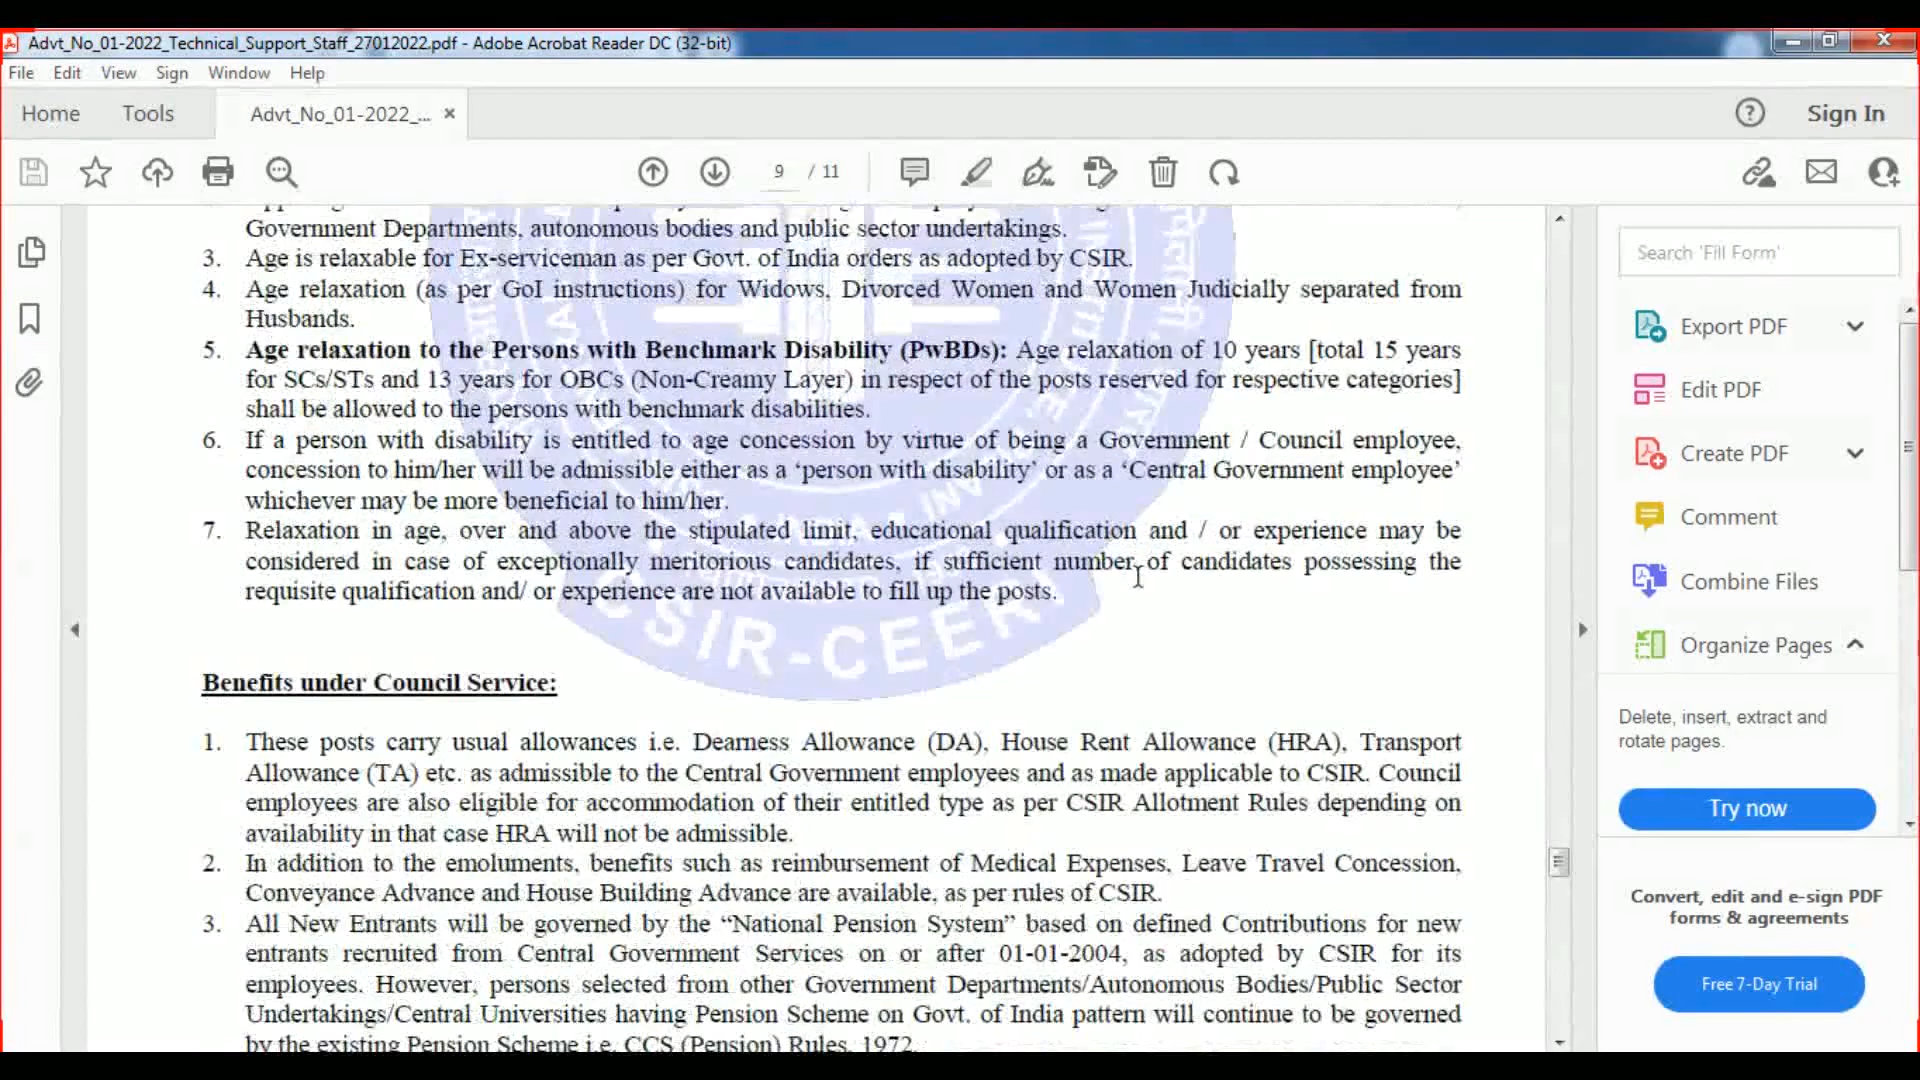 Advt_No_01-2022_Technical_Support_Staff_27012022.pdf - Adobe Acrobat Reader DC (32-bit)
File Edit View Sign Window Help
Home Tools Advt_No_01-2022_... × Sign In
9 / 11
Government Departments, autonomous bodies and public sector undertakings.
3. Age is relaxable for Ex-serviceman as per Govt. of India orders as adopted by CSIR.
4. Age relaxation (as per GoI instructions) for Widows, Divorced Women and Women Judicially separated from
Husbands.
5. Age relaxation to the Persons with Benchmark Disability (PwBDs): Age relaxation of 10 years [total 15 years
for SCs/STs and 13 years for OBCs (Non-Creamy Layer) in respect of the posts reserved for respective categories]
shall be allowed to the persons with benchmark disabilities.
6. If a person with disability is entitled to age concession by virtue of being a Government / Council employee,
concession to him/her will be admissible either as a ‘person with disability’ or as a ‘Central Government employee’
whichever may be more beneficial to him/her.
7. Relaxation in age, over and above the stipulated limit, educational qualification and / or experience may be
considered in case of exceptionally meritorious candidates, if sufficient number of candidates possessing the
requisite qualification and/ or experience are not available to fill up the posts.
CSIR-CEERI
Benefits under Council Service:
1. These posts carry usual allowances i.e. Dearness Allowance (DA), House Rent Allowance (HRA), Transport
Allowance (TA) etc. as admissible to the Central Government employees and as made applicable to CSIR. Council
employees are also eligible for accommodation of their entitled type as per CSIR Allotment Rules depending on
availability in that case HRA will not be admissible.
2. In addition to the emoluments, benefits such as reimbursement of Medical Expenses, Leave Travel Concession,
Conveyance Advance and House Building Advance are available, as per rules of CSIR.
3. All New Entrants will be governed by the “National Pension System” based on defined Contributions for new
entrants recruited from Central Government Services on or after 01-01-2004, as adopted by CSIR for its
employees. However, persons selected from other Government Departments/Autonomous Bodies/Public Sector
Undertakings/Central Universities having Pension Scheme on Govt. of India pattern will continue to be governed
by the existing Pension Scheme i.e. CCS (Pension) Rules, 1972.
Search 'Fill Form'
Export PDF
Edit PDF
Create PDF
Comment
Combine Files
Organize Pages
Delete, insert, extract and
rotate pages.
Try now
Convert, edit and e-sign PDF
forms & agreements
Free 7-Day Trial